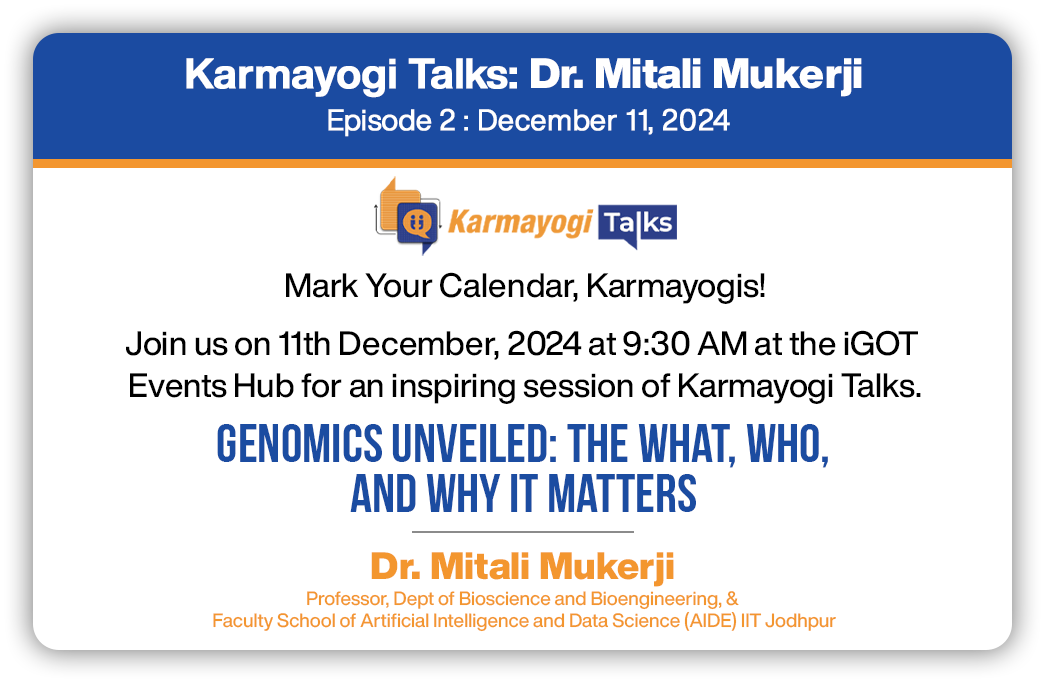 Karmayogi Talks: Dr. Mitali Mukerji
Episode 2 : December 11, 2024
Karmayogi Talks
Mark Your Calendar, Karmayogis!
Join us on 11th December, 2024 at 9:30 AM at the iGOT
Events Hub for an inspiring session of Karmayogi Talks.
GENOMICS UNVEILED: THE WHAT, WHO,
AND WHY IT MATTERS
Dr. Mitali Mukerji
Professor, Dept of Bioscience and Bioengineering, &
Faculty School of Artificial Intelligence and Data Science (AIDE) IIT Jodhpur